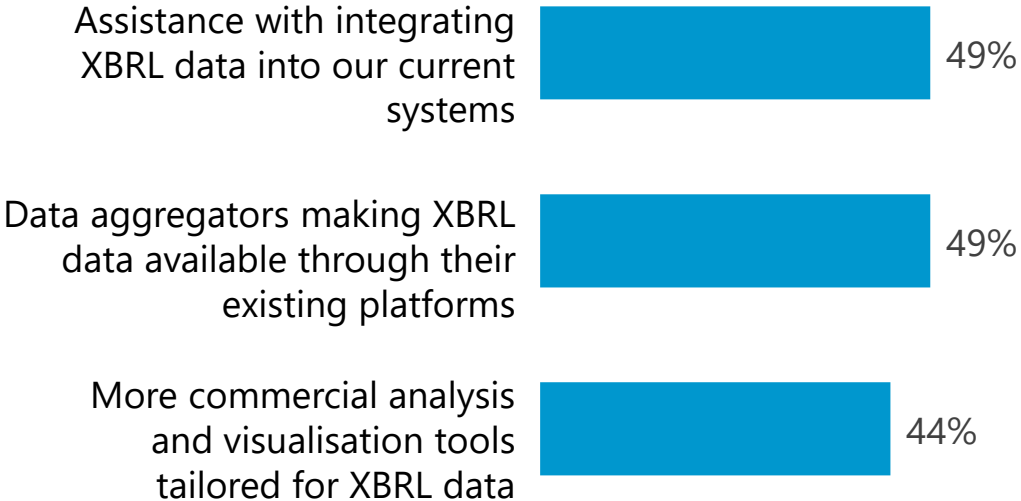 Assistance with integrating
XBRL data into our current
systems
49%
Data aggregators making XBRL
data available through their
existing platforms
49%
More commercial analysis
and visualisation tools
tailored for XBRL data
44%